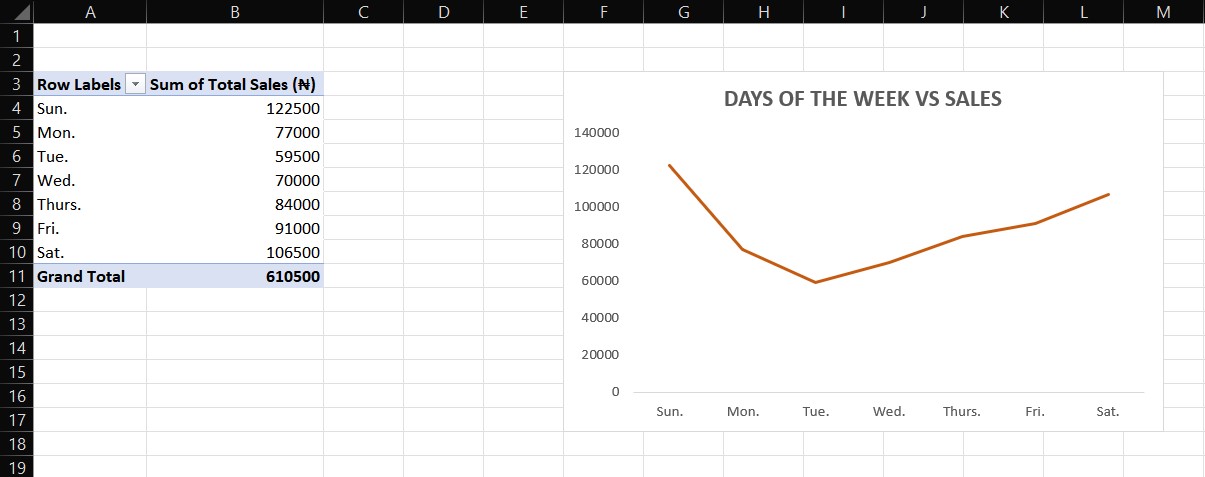 A B C D E F G H I J K L M
1
2
3 Row Labels Sum of Total Sales (₦)
4 Sun. 122500
5 Mon. 77000
6 Tue. 59500
7 Wed. 70000
8 Thurs. 84000
9 Fri. 91000
10 Sat. 106500
11 Grand Total 610500
12
13
14
15
16
17
18
19
DAYS OF THE WEEK VS SALES
140000
120000
100000
80000
60000
40000
20000
0
Sun. Mon. Tue. Wed. Thurs. Fri. Sat.